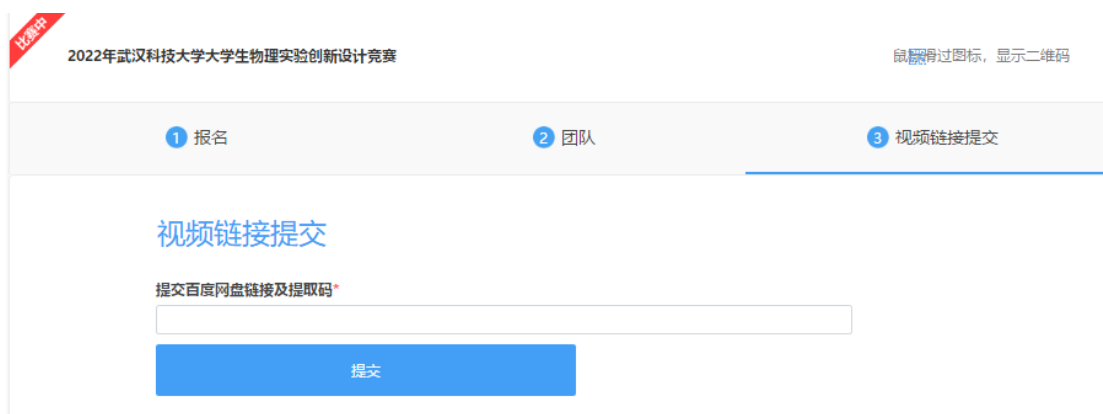 比赛中
2022年武汉科技大学大学生物理实验创新设计竞赛
鼠标滑过图标，显示二维码
1 报名
2 团队
3 视频链接提交
视频链接提交
提交百度网盘链接及提取码*
提交